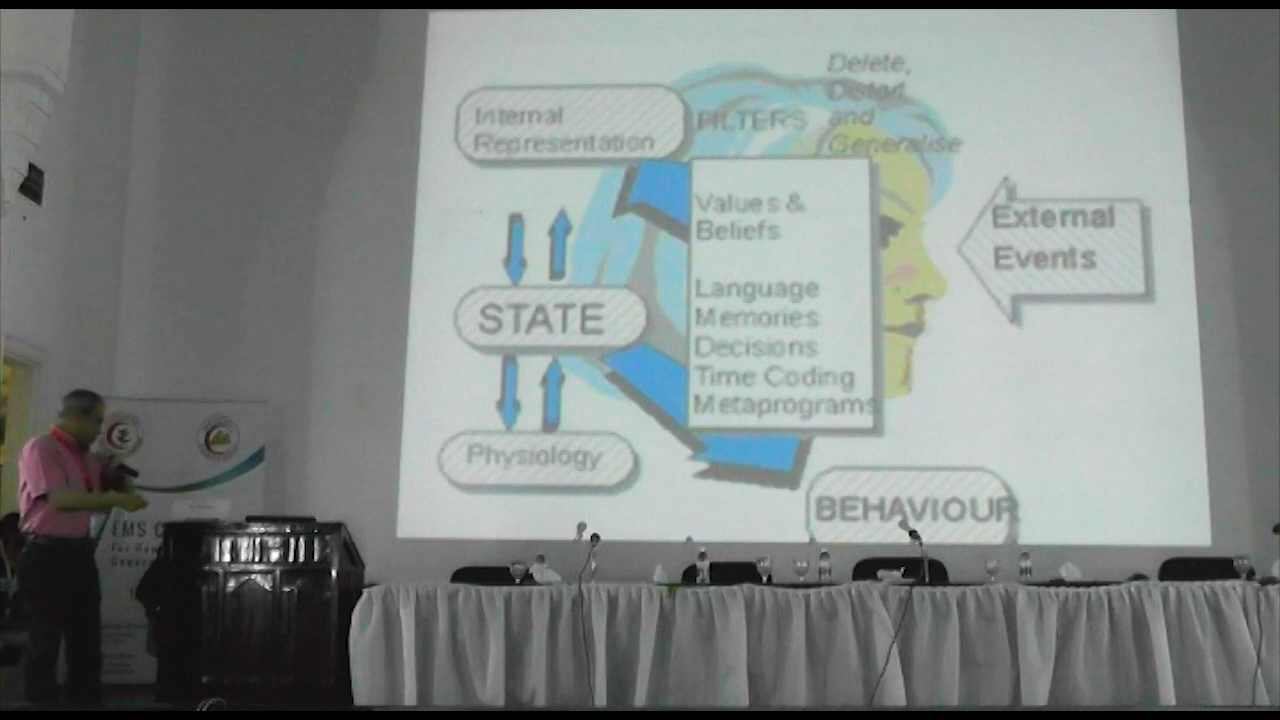 Delete,
Distort,
and
Generalise
Internal
Representation
FILTERS
Values &
Beliefs
Language
Memories
Decisions
Time Coding
Metaprograms
External
Events
STATE
Physiology
BEHAVIOUR
EMS